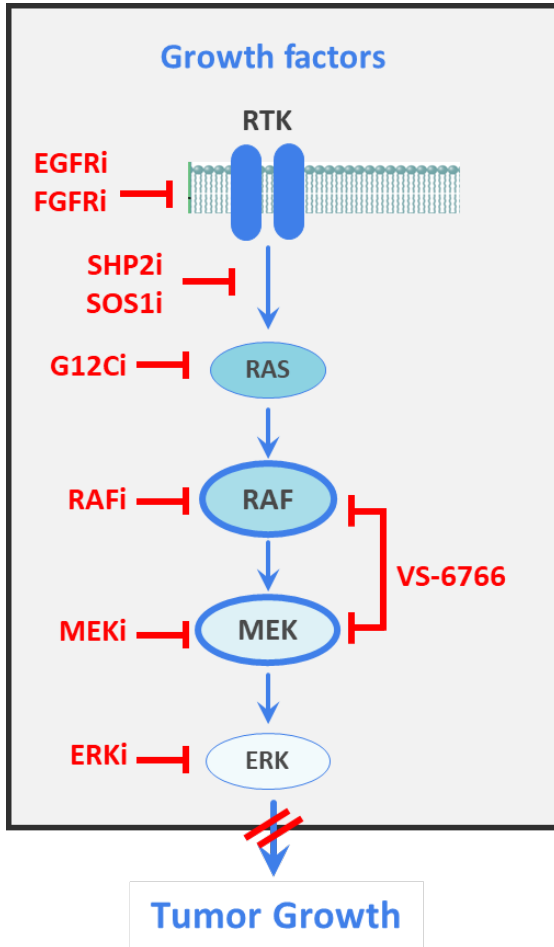 Growth factors
RTK
EGFRi
FGFRi
SHP2i
SOS1i
G12Ci
RAS
RAFi
RAF
VS-6766
MEKi
MEK
ERKi
ERK
Tumor Growth